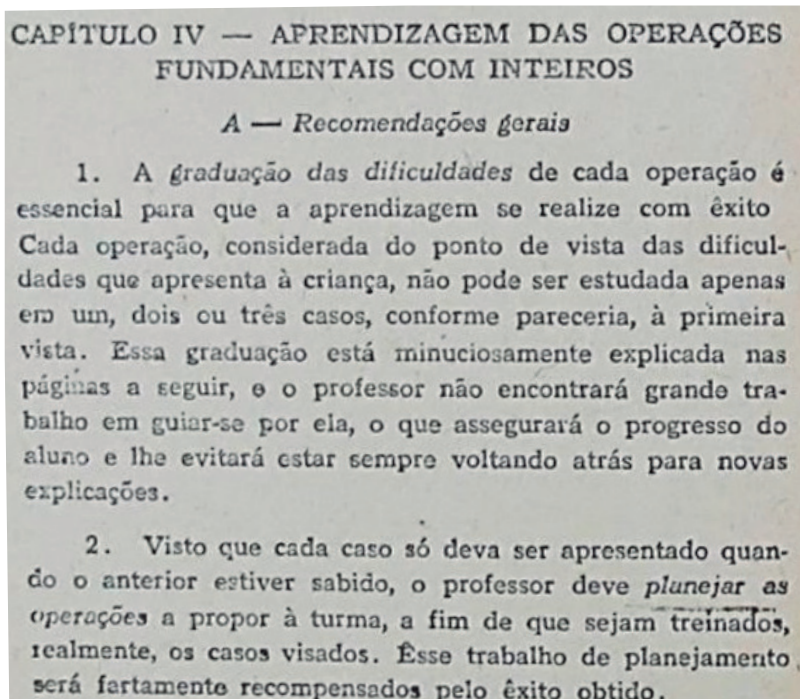 CAPÍTULO IV — APRENDIZAGEM DAS OPERAÇÕES
FUNDAMENTAIS COM INTEIROS
A — Recomendações gerais
1. A graduação das dificuldades de cada operação é
essencial para que a aprendizagem se realize com êxito
Cada operação, considerada do ponto de vista das dificul-
dades que apresenta à criança, não pode ser estudada apenas
em um, dois ou três casos, conforme pareceria, à primeira
vista. Essa graduação está minuciosamente explicada nas
páginas a seguir, e o professor não encontrará grande tra-
balho em guiar-se por ela, o que assegurará o progresso do
aluno e lhe evitará estar sempre voltando atrás para novas
explicações.
2. Visto que cada caso só deva ser apresentado quan-
do o anterior estiver sabido, o professor deve planejar as
operações a propor à turma, a fim de que sejam treinados,
realmente, os casos visados. Êsse trabalho de planejamento
será fartamente recompensados pelo êxito obtido.